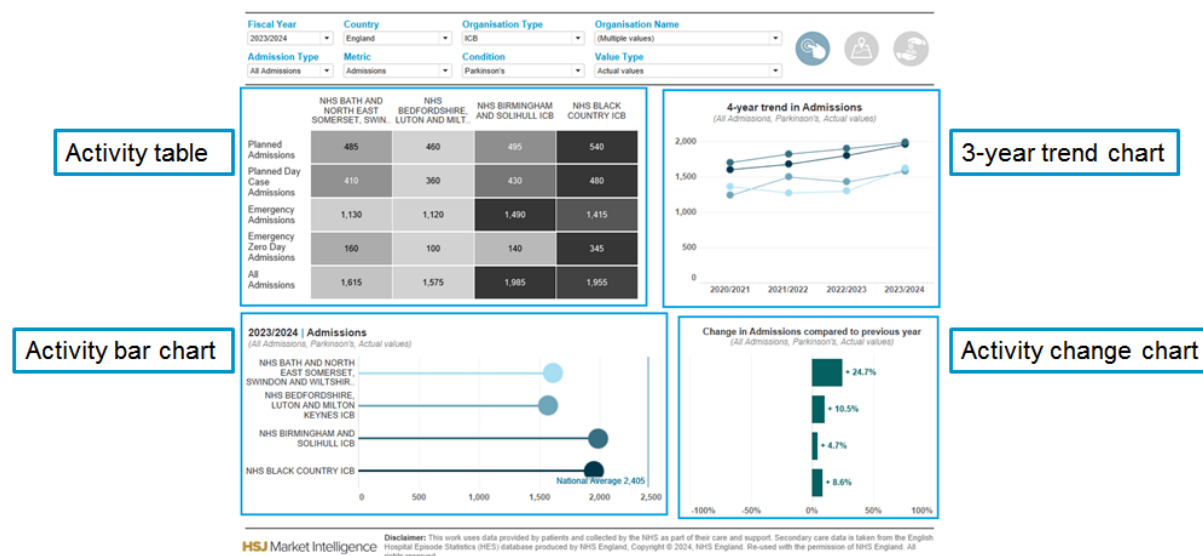 Fiscal Year
Country
Organisation Type
Organisation Name
2023/2024
England
ICB
(Multiple values)
Admission Type
Metric
Condition
Value Type
All Admissions
Admissions
Parkinson's
Actual values
Activity table
NHS BATH AND
NORTH EAST
SOMERSET, SWIN..
NHS
BEDFORDSHIRE,
LUTON AND MILT..
NHS BIRMINGHAM
AND SOLIHULL ICB
NHS BLACK
COUNTRY ICB
Planned
Admissions
485
460
495
540
Planned Day
Case
Admissions
410
360
430
480
Emergency
Admissions
1,130
1,120
1,490
1,415
Emergency
Zero Day
Admissions
160
100
140
345
All
Admissions
1,615
1,575
1,985
1,955
4-year trend in Admissions
(All Admissions, Parkinson's, Actual values)
2,000
1,500
1,000
500
0
2020/2021
2021/2022
2022/2023
2023/2024
3-year trend chart
Activity bar chart
2023/2024 | Admissions
(All Admissions, Parkinson's, Actual values)
NHS BATH AND NORTH
EAST SOMERSET,
SWINDON AND WILTSHIR..
NHS BEDFORDSHIRE,
LUTON AND MILTON
KEYNES ICB
NHS BIRMINGHAM AND
SOLIHULL ICB
NHS BLACK COUNTRY ICB
National Average 2,405
0
500
1,000
1,500
2,000
2,500
Change in Admissions compared to previous year
(All Admissions, Parkinson's, Actual values)
+ 24.7%
+ 10.5%
+ 4.7%
+ 8.6%
-100%
-50%
0%
50%
100%
Activity change chart
HSJ Market Intelligence
Disclaimer: This work uses data provided by patients and collected by the NHS as part of their care and support. Secondary care data is taken from the English
Hospital Episode Statistics (HES) database produced by NHS England, Copyright © 2024, NHS England. Re-used with the permission of NHS England. All
rights reserved.